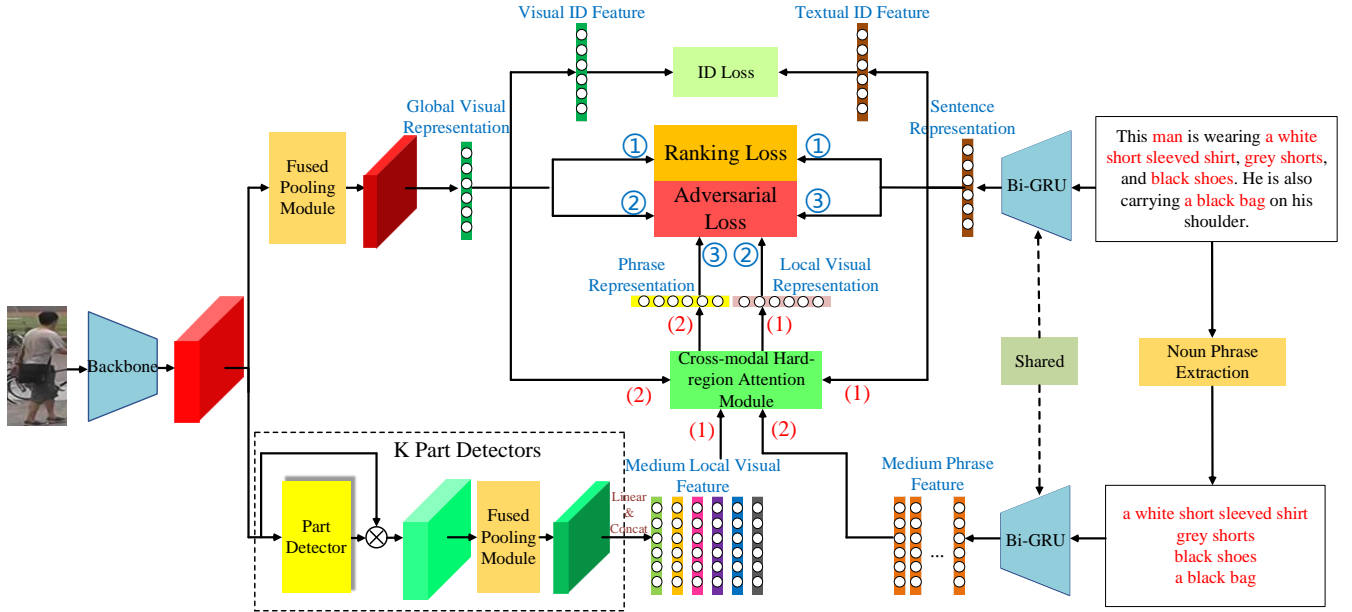 Visual ID Feature
Textual ID Feature
ID Loss
Global Visual
Representation
Sentence
Representation
Fused
Pooling
Module
①
Ranking Loss
①
②
Adversarial
Loss
③
Bi-GRU
This man is wearing a white
short sleeved shirt, grey shorts,
and black shoes. He is also
carrying a black bag on his
shoulder.
③
②
Phrase
Representation
Local Visual
Representation
(2)
(1)
Backbone
Cross-modal Hard-
region Attention
Module
(2)
(1)
Shared
Noun Phrase
Extraction
(1)
(2)
K Part Detectors
Medium Local Visual
Feature
Medium Phrase
Feature
Part
Detector
Fused
Pooling
Module
Linear
&
Concat
...
Bi-GRU
a white short sleeved shirt
grey shorts
black shoes
a black bag